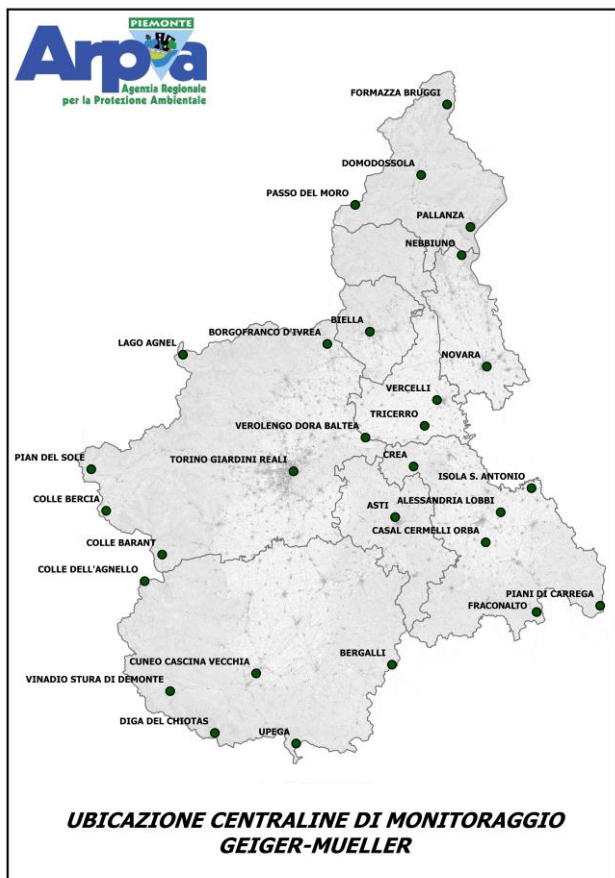 PIEMONTE
Arpa
Agenzia Regionale
per la Protezione Ambientale
FORMAZZA BRUGGI
DOMODOSSOLA
PASSO DEL MORO
PALLANZA
NEBBIUNO
BIELLA
BORGOFRANCO D'IVREA
LAGO AGNEL
NOVARA
VERCELLI
TRICERRO
VEROLENGO DORA BALTEA
CREA
PIAN DEL SOLE
TORINO GIARDINI REALI
ISOLA S. ANTONIO
COLLE BERCIA
ASTI
ALESSANDRIA LOBBI
CASAL CERMELLI ORBA
COLLE BARANT
COLLE DELL'AGNELLO
PIANI DI CARREGA
FRACONALTO
BERGALLI
CUNEO CASCINA VECCHIA
VINADIO STURA DI DEMONTE
DIGA DEL CHIOTAS
UPEGA
UBICAZIONE CENTRALINE DI MONITORAGGIO
GEIGER-MUELLER